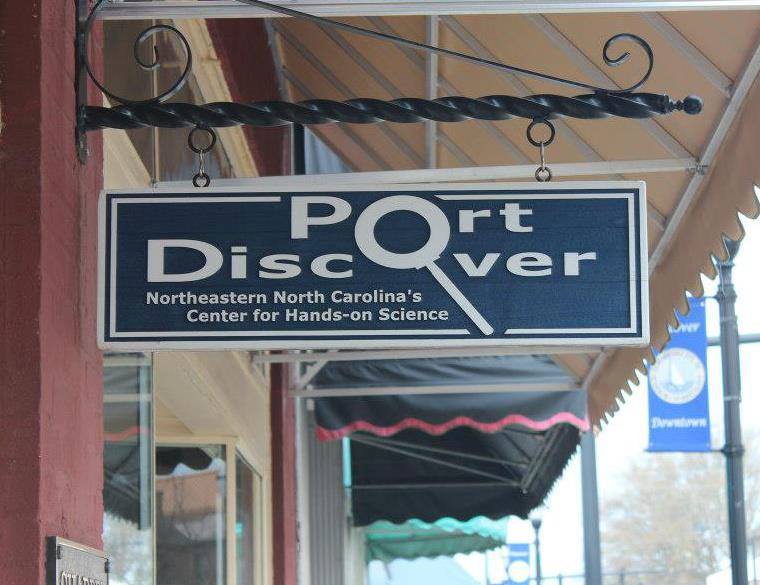 Port
Discover
Northeastern North Carolina's
Center for Hands-on Science
Downtown